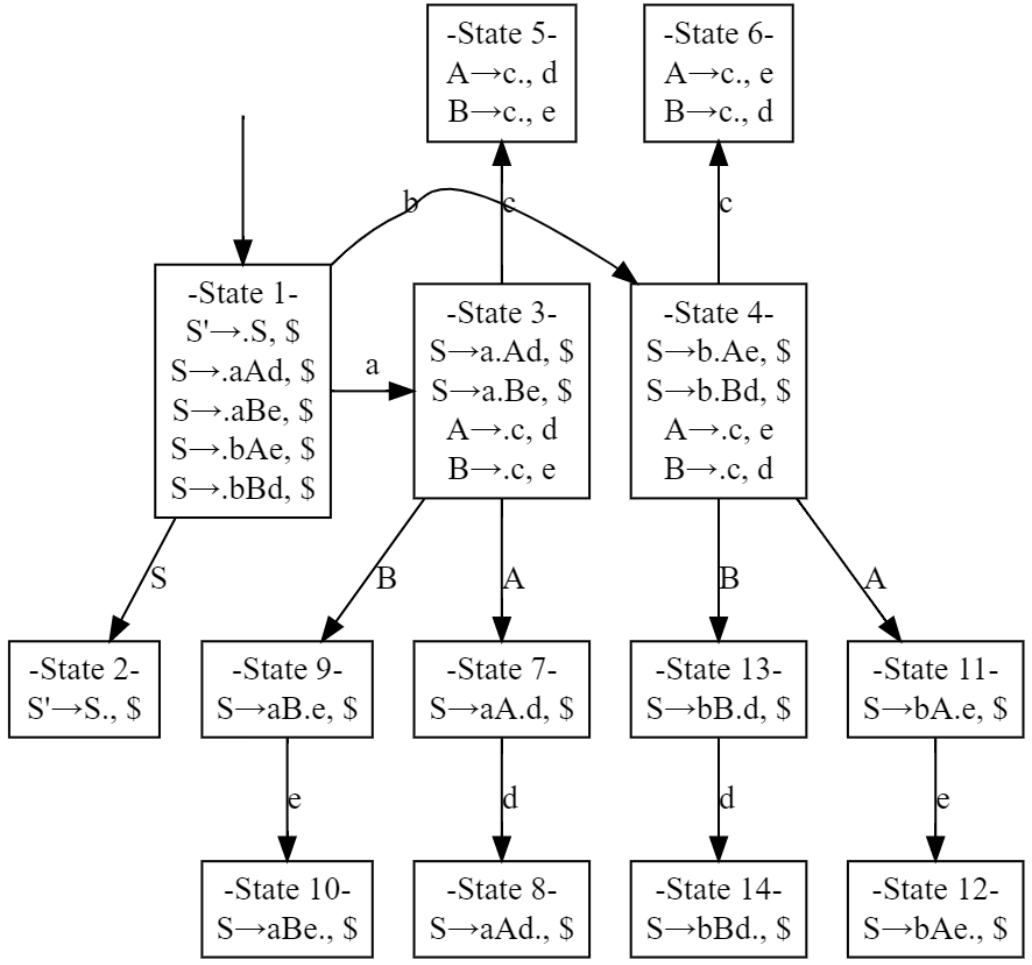 -State 5-
A→c., d
B→c., e
-State 6-
A→c., e
B→c., d
b
c
c
-State 1-
S'→.S, $
S→.aAd, $
S→.aBe, $
S→.bAe, $
S→.bBd, $
a
-State 3-
S→a.Ad, $
S→a.Be, $
A→.c, d
B→.c, e
-State 4-
S→b.Ae, $
S→b.Bd, $
A→.c, e
B→.c, d
S
B
A
B
A
-State 2-
S'→S., $
-State 9-
S→aB.e, $
-State 7-
S→aA.d, $
-State 13-
S→bB.d, $
-State 11-
S→bA.e, $
e
d
d
e
-State 10-
S→aBe., $
-State 8-
S→aAd., $
-State 14-
S→bBd., $
-State 12-
S→bAe., $